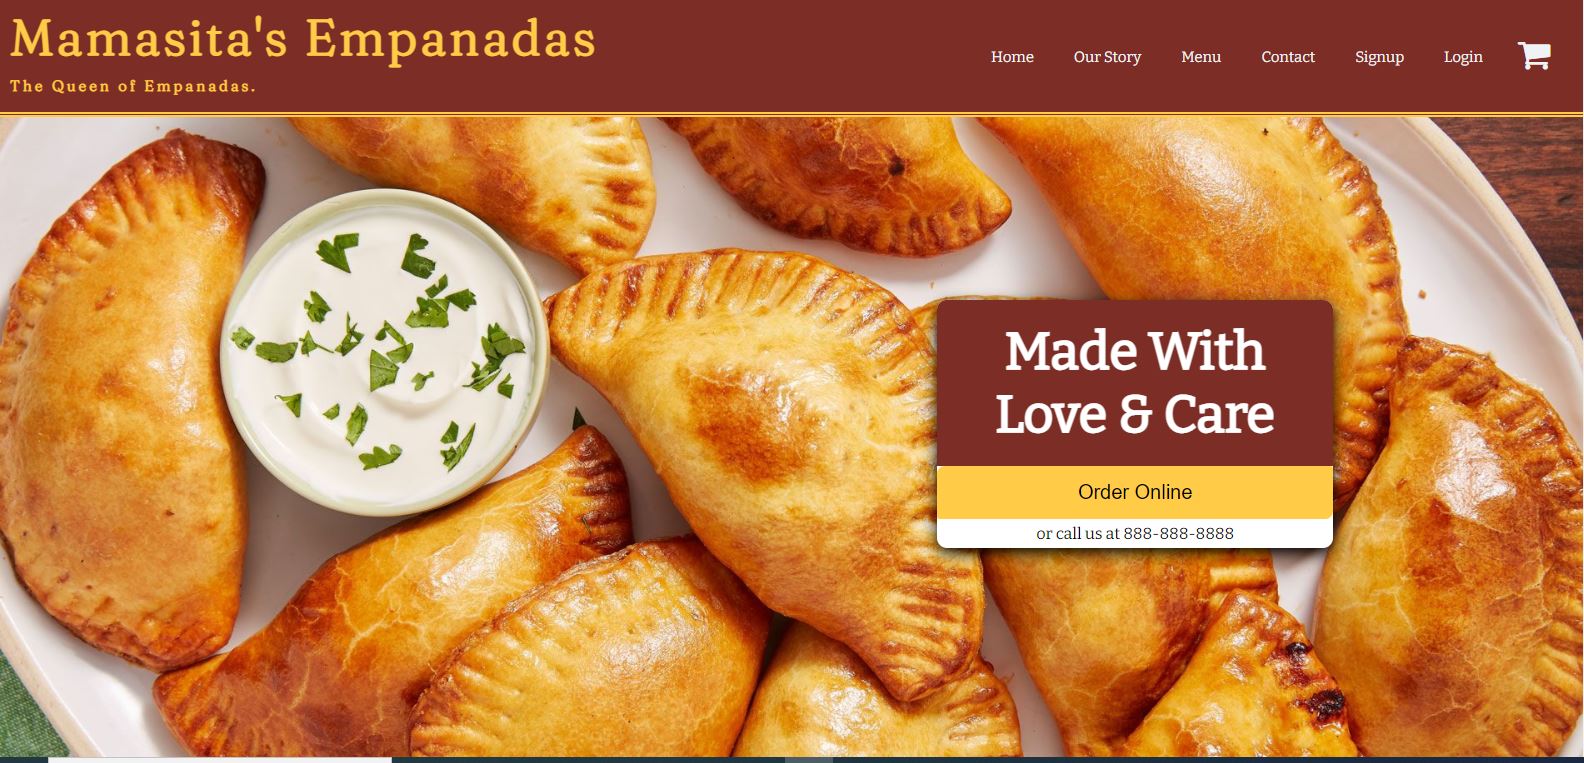 Mamasita's Empanadas
The Queen of Empanadas.
Home Our Story Menu Contact Signup Login
Made With
Love & Care
Order Online
or call us at 888-888-8888